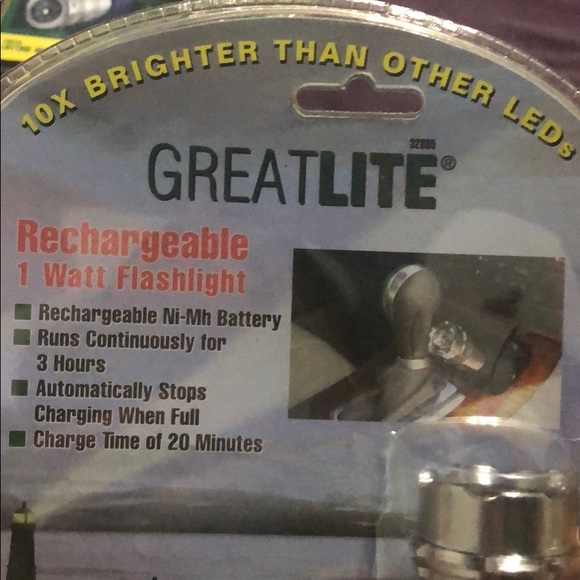 10X BRIGHTER THAN OTHER LEDs
32885
GREATLITE®
Rechargeable
1 Watt Flashlight
Rechargeable Ni-Mh Battery
Runs Continuously for
3 Hours
Automatically Stops
Charging When Full
Charge Time of 20 Minutes